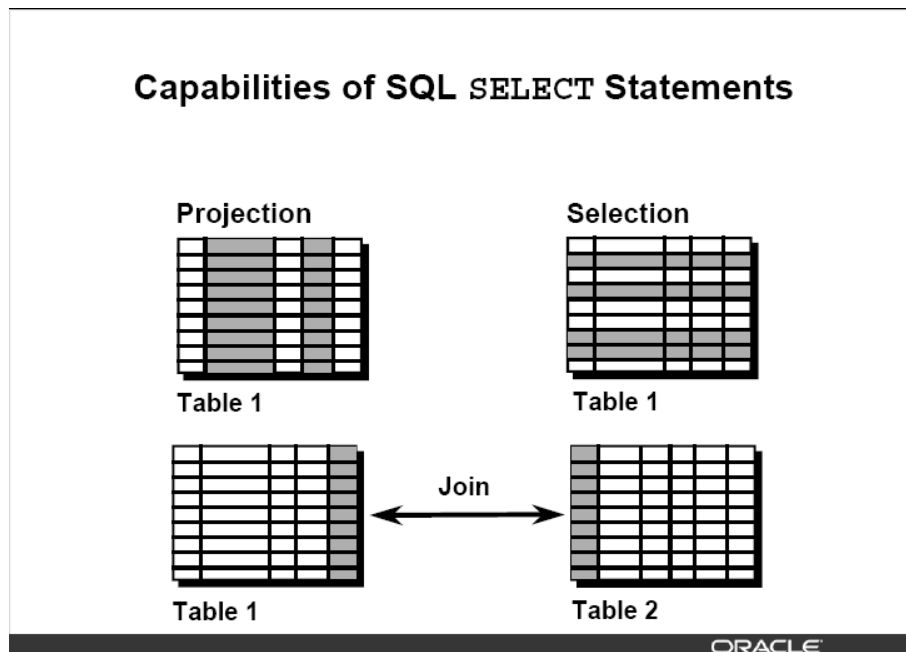 Capabilities of SQL SELECT Statements
Projection
Selection
Table 1
Table 1
Join
Table 1
Table 2
ORACLE